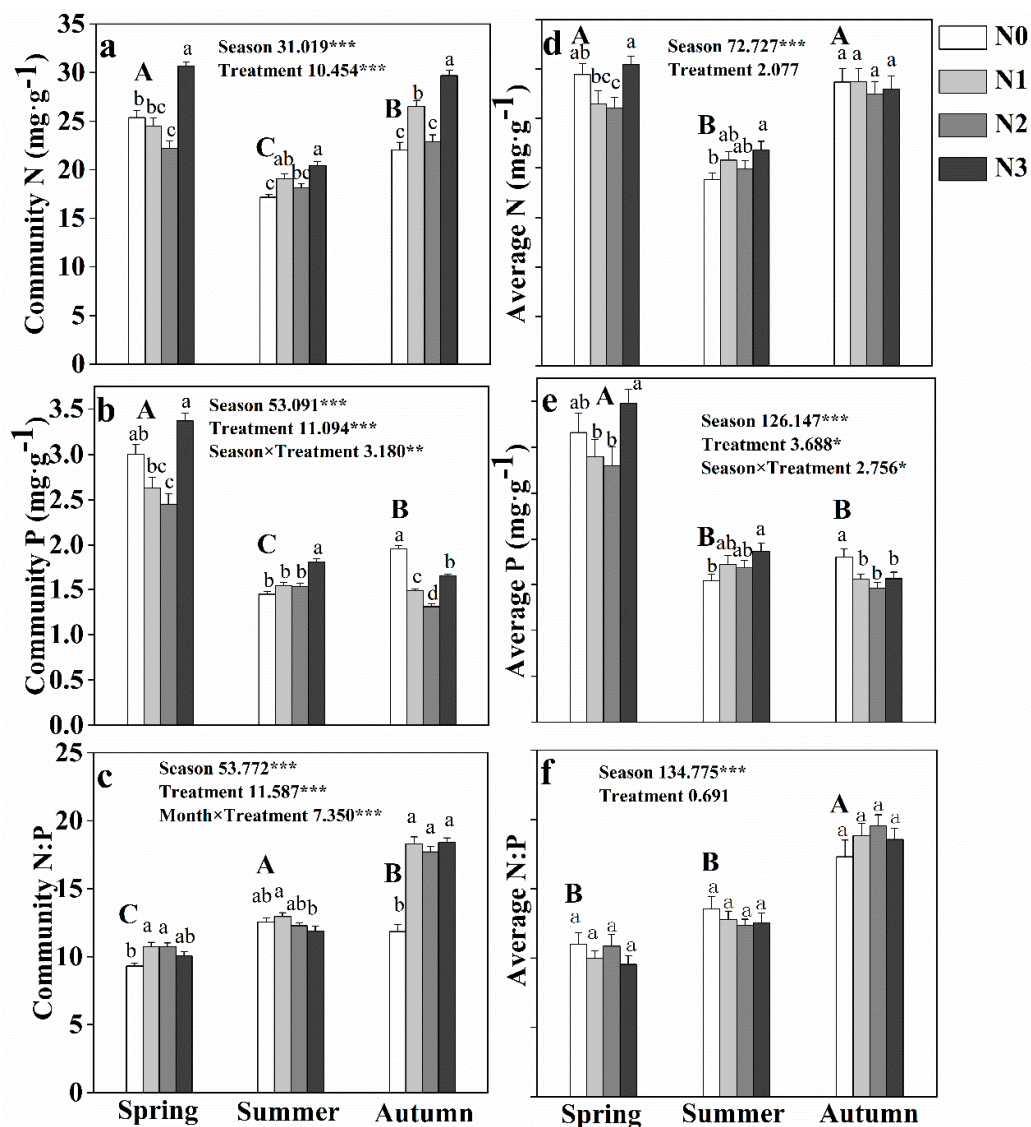 a
Season 31.019***
Treatment 10.454***
Community N (mg·g-1)
35
30
25
20
15
10
5
0
A
b
bc
c
a
C
c
ab
bc
a
B
c
b
c
a
d
Season 72.727***
Treatment 2.077
Average N (mg g-1)
A
ab
bc
c
a
B
b
ab
ab
a
A
a
a
a
a
N0
N1
N2
N3
b
Season 53.091***
Treatment 11.094***
Season×Treatment 3.180**
Community P (mg·g-1)
3.5
3.0
2.5
2.0
1.5
1.0
0.5
0.0
A
ab
bc
c
a
C
b
b
b
a
B
a
c
d
b
e
Season 126.147***
Treatment 3.688*
Season×Treatment 2.756*
Average P (mg·g-1)
A
ab
b
b
a
B
b
ab
ab
a
B
a
b
b
b
c
Season 53.772***
Treatment 11.587***
Month×Treatment 7.350***
Community N:P
25
20
15
10
5
0
C
b
a
a
ab
A
ab
a
ab
b
B
b
a
a
a
Spring
Summer
Autumn
f
Season 134.775***
Treatment 0.691
Average N:P
B
a
a
a
a
B
a
a
a
a
A
a
a
a
a
Spring
Summer
Autumn